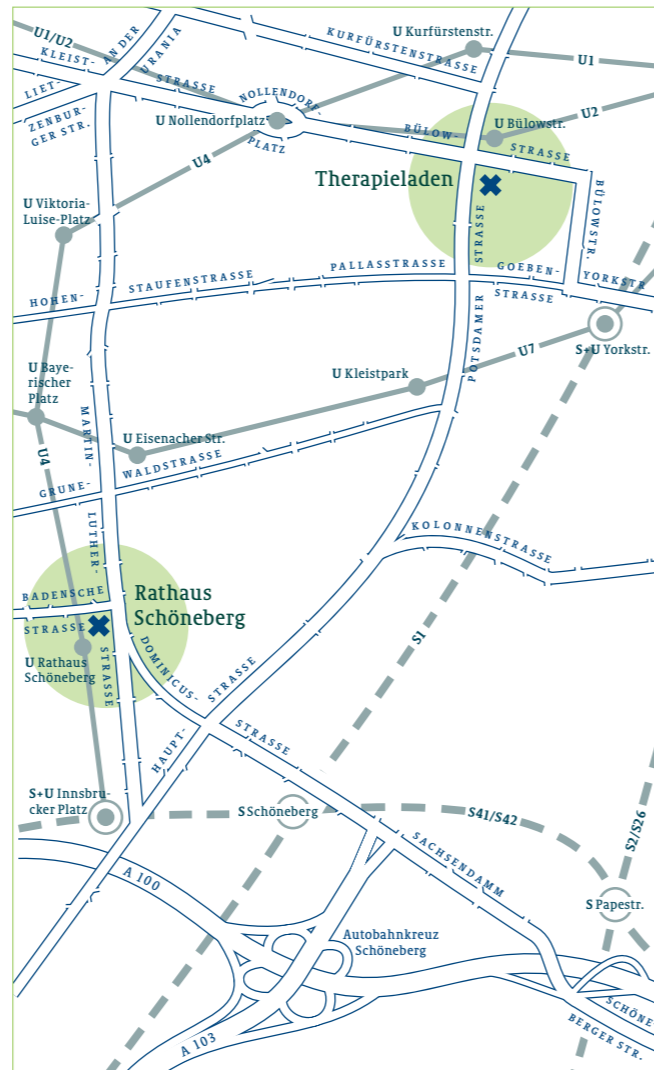 U1/U2
KLEIST-
AN DER
URANIA
STRASSE
LIET-
ZENBUR-
GER STR.
KURFÜRSTENSTRASSE
U Kurfürstenstr.
U1
U2
NOLLENDORF-
PLATZ
U Nollendorfplatz
BÜLOW-
STRASSE
U Bülowstr.
BÜLOWSTR.
Therapieladen
U4
U Viktoria-
Luise-Platz
HOHEN-
STAUFENSTRASSE
PALLASSTRASSE
GOEBEN-
STRASSE
YORKSTR
POTSDAMER
STRASSE
S+U Yorkstr.
U7
U Kleistpark
U Baye-
rischer
Platz
U Eisenacher Str.
U4
MARTIN-
LUTHER-
STRASSE
GRUNE-
WALDSTRASSE
KOLONNENSTRASSE
BADENSCHE
STRASSE
Rathaus
Schöneberg
U Rathaus
Schöneberg
DOMINICUS-
STRASSE
HAUPT-
STRASSE
S1
S+U Innsbru-
cker Platz
S Schöneberg
S41/S42
S2/S26
SACHSENDAMM
S Papestr.
A 100
Autobahnkreuz
Schöneberg
A 103
SCHÖNE
BERGER STR.